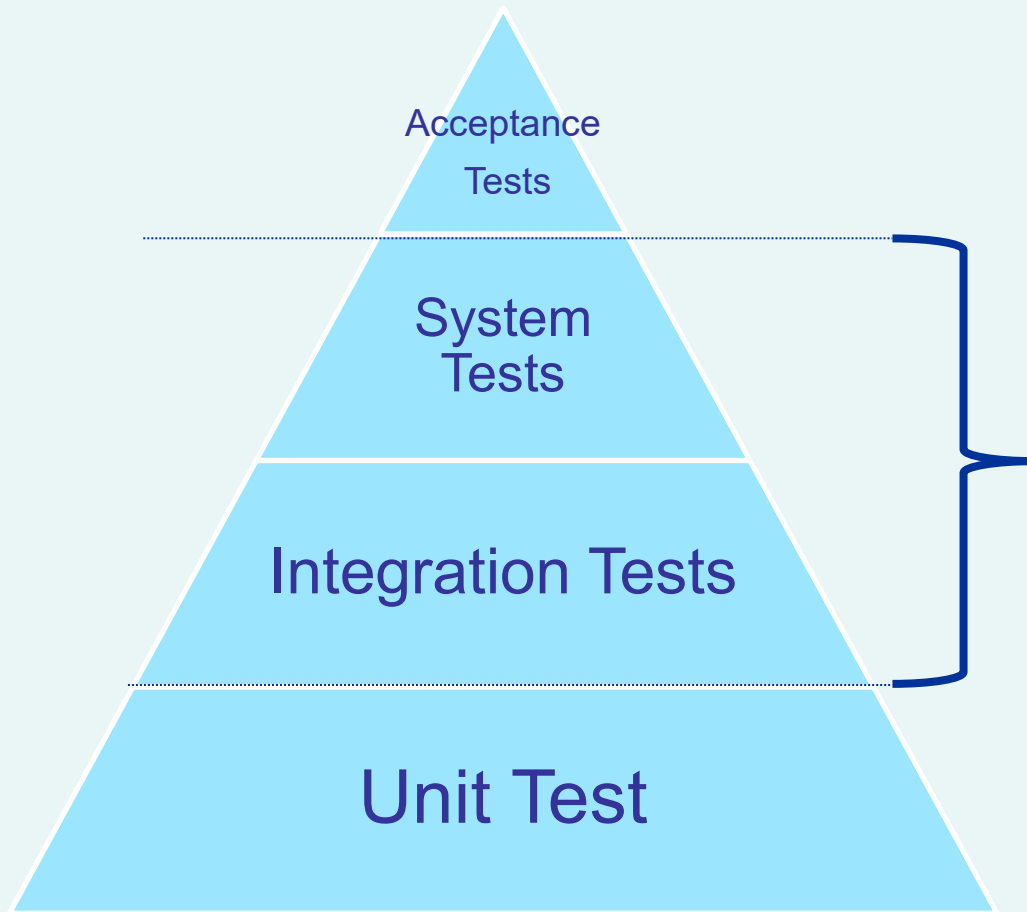 Acceptance
Tests
System
Tests
Integration Tests
Unit Test